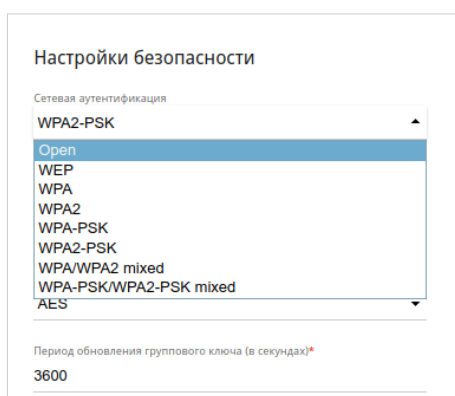 Настройки безопасности
Сетевая аутентификация
WPA2-PSK
Open
WEP
WPA
WPA2
WPA-PSK
WPA2-PSK
WPA/WPA2 mixed
WPA-PSK/WPA2-PSK mixed
AES
Период обновления группового ключа (в секундах)*
3600